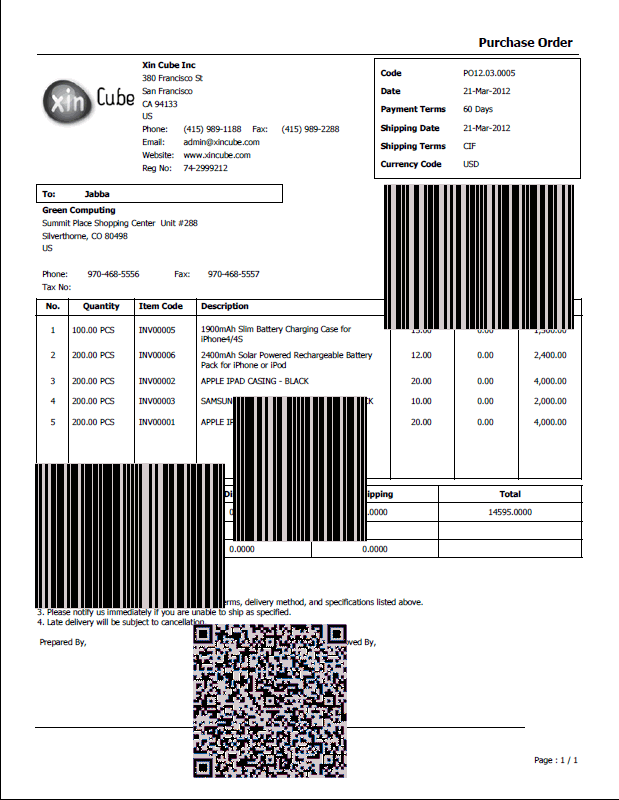 Purchase Order
xin Cube
Xin Cube Inc
380 Francisco St
San Francisco
CA 94133
US
Phone: (415) 989-1188 Fax: (415) 989-2288
Email: admin@xincube.com
Website: www.xincube.com
Reg No: 74-2999212
Code PO12.03.0005
Date 21-Mar-2012
Payment Terms 60 Days
Shipping Date 21-Mar-2012
Shipping Terms CIF
Currency Code USD
To: Jabba
Green Computing
Summit Place Shopping Center Unit #288
Silverthorne, CO 80498
US
Phone: 970-468-5556 Fax: 970-468-5557
Tax No:
No. Quantity Item Code Description
1 100.00 PCS INV00005 1900mAh Slim Battery Charging Case for 15.00 0.00 1,500.00
iPhone4/4S
2 200.00 PCS INV00006 2400mAh Solar Powered Rechargeable Battery 12.00 0.00 2,400.00
Pack for iPhone or iPod
3 200.00 PCS INV00002 APPLE IPAD CASING - BLACK 20.00 0.00 4,000.00
4 200.00 PCS INV00003 SAMSUN CK 10.00 0.00 2,000.00
5 200.00 PCS INV00001 APPLE IP 20.00 0.00 4,000.00
Di ipping Total
0 .0000 14595.0000
0.0000 0.0000
erms, delivery method, and specifications listed above.
3. Please notify us immediately if you are unable to ship as specified.
4. Late delivery will be subject to cancellation.
Prepared By, ved By,
Page : 1 / 1